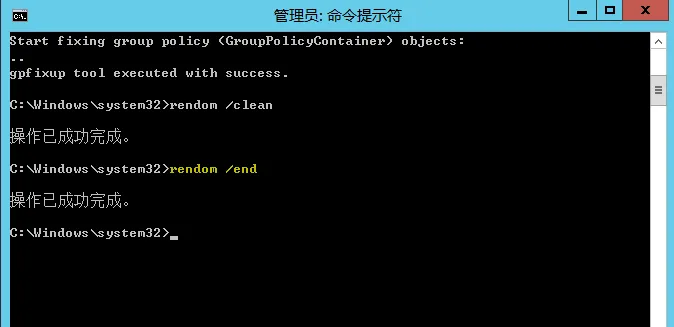 管理员: 命令提示符
Start fixing group policy (GroupPolicyContainer) objects:
..
gpfixup tool executed with success.
C:\Windows\system32>rendom /clean
操作已成功完成。
C:\Windows\system32>rendom /end
操作已成功完成。
C:\Windows\system32>